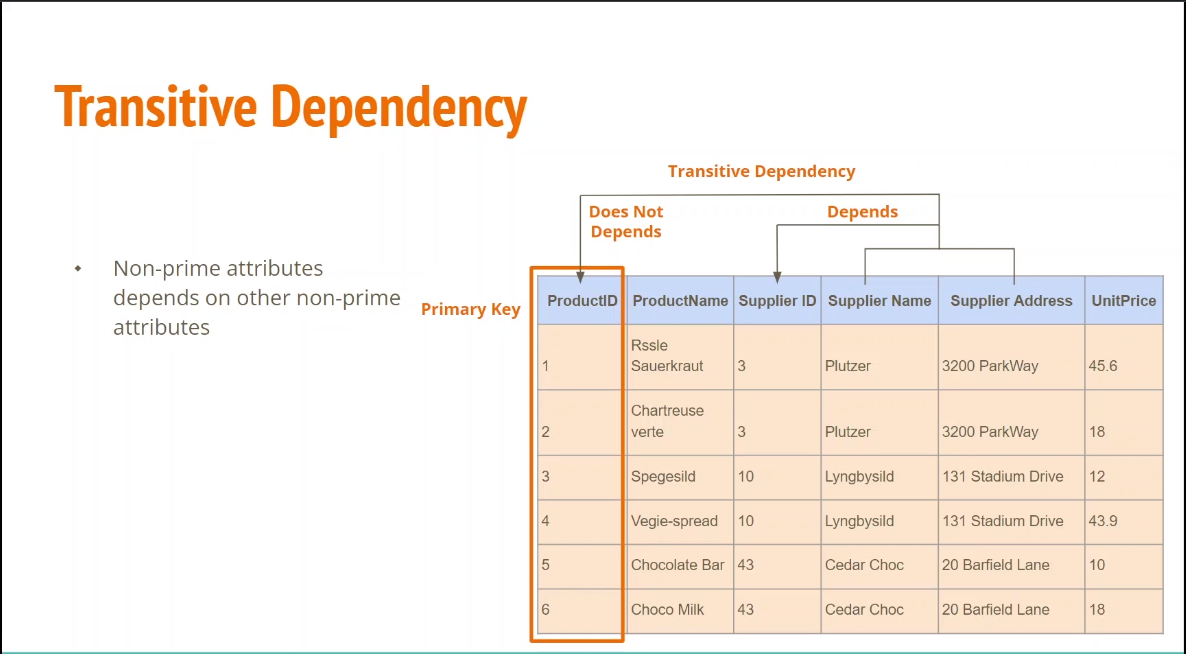 Transitive Dependency
• Non-prime attributes
depends on other non-prime
attributes
Transitive Dependency
Does Not
Depends
Depends
Primary Key
ProductID ProductName Supplier ID Supplier Name Supplier Address UnitPrice
1 Rssle Sauerkraut 3 Plutzer 3200 ParkWay 45.6
2 Chartreuse verte 3 Plutzer 3200 ParkWay 18
3 Spegesild 10 Lyngbysild 131 Stadium Drive 12
4 Vegie-spread 10 Lyngbysild 131 Stadium Drive 43.9
5 Chocolate Bar 43 Cedar Choc 20 Barfield Lane 10
6 Choco Milk 43 Cedar Choc 20 Barfield Lane 18